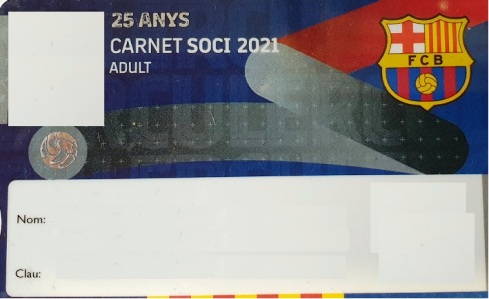 25 ANYS
CARNET SOCI 2021
ADULT
FCB
Nom:
Clau: